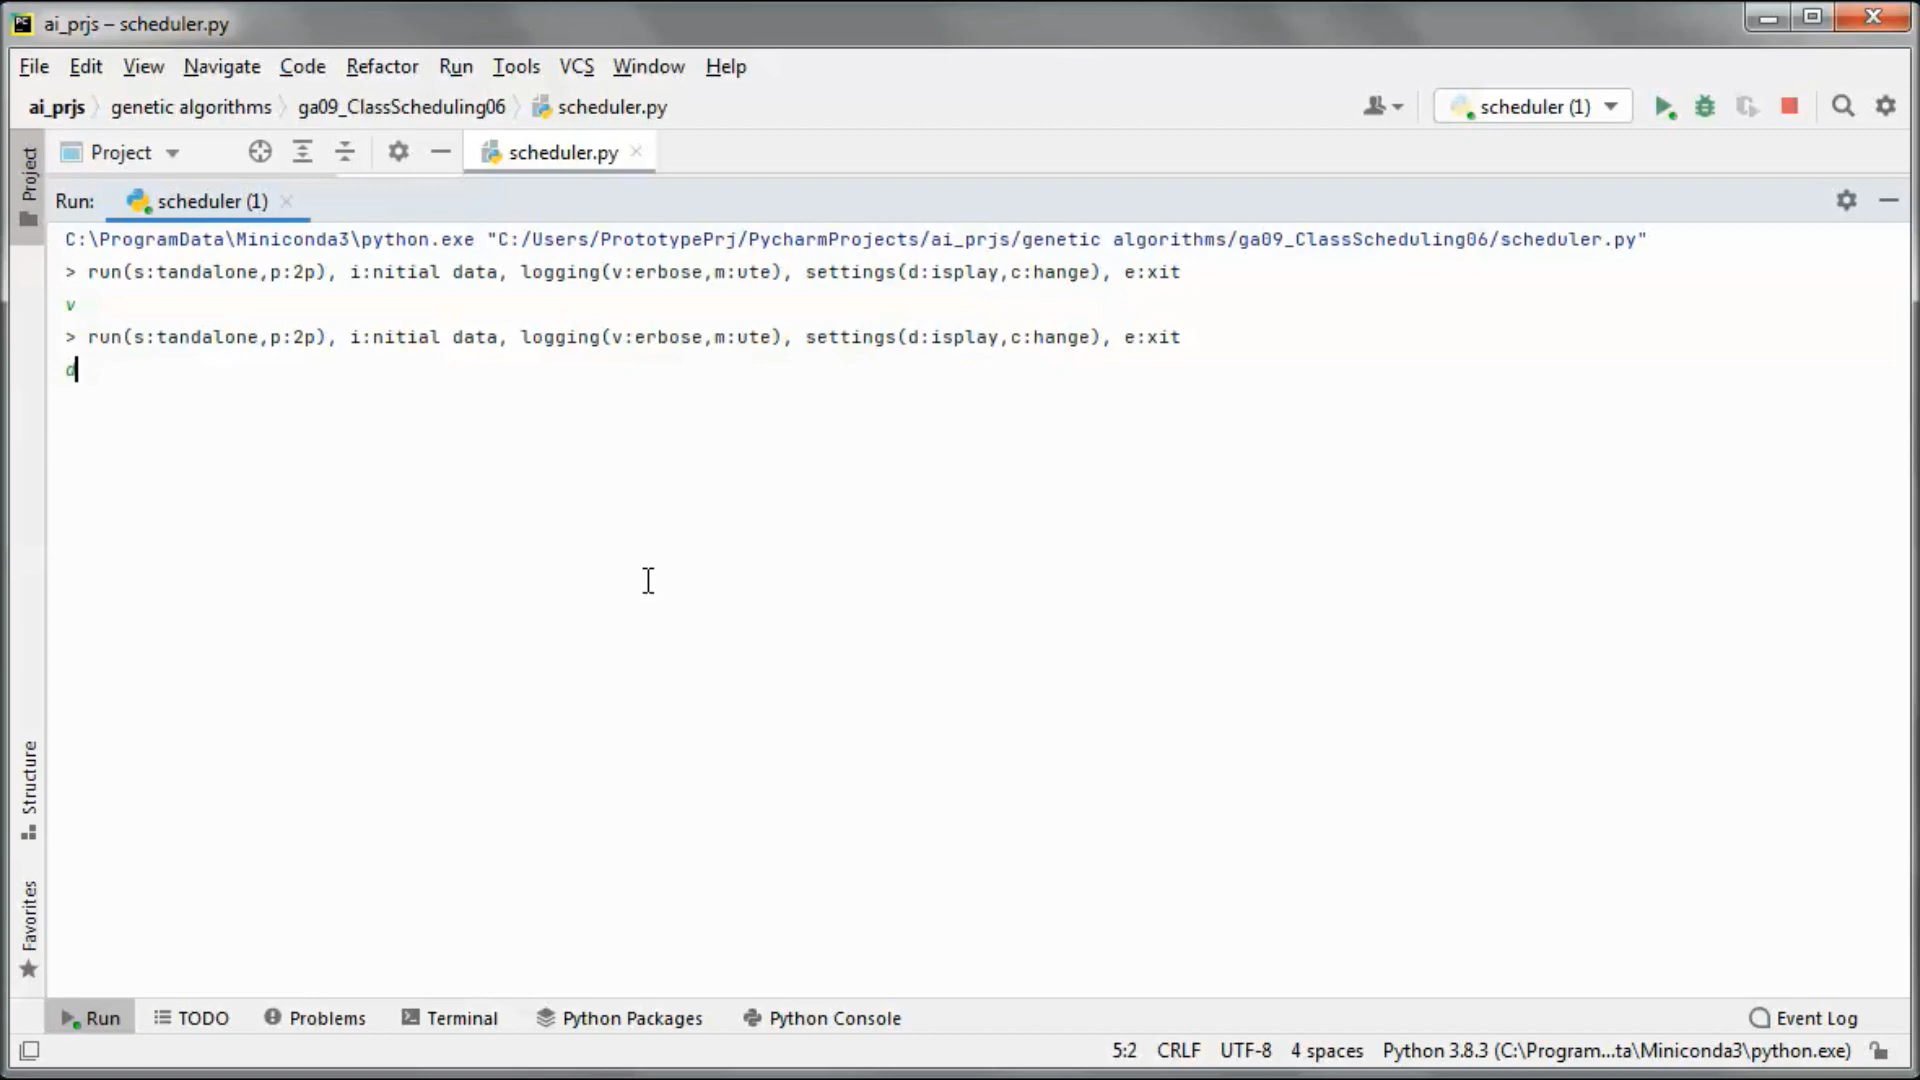 ai_prjs – scheduler.py
File Edit View Navigate Code Refactor Run Tools VCS Window Help
ai_prjs genetic algorithms ga09_ClassScheduling06 scheduler.py scheduler (1)
Project scheduler.py
Project
Run: scheduler (1)
C:\ProgramData\Miniconda3\python.exe "C:/Users/PrototypePrj/PycharmProjects/ai_prjs/genetic algorithms/ga09_ClassScheduling06/scheduler.py"
> run(s:tandalone,p:2p), i:nitial data, logging(v:erbose,m:ute), settings(d:isplay,c:hange), e:xit
v
> run(s:tandalone,p:2p), i:nitial data, logging(v:erbose,m:ute), settings(d:isplay,c:hange), e:xit
d
Structure
Favorites
Run TODO Problems Terminal Python Packages Python Console Event Log
5:2 CRLF UTF-8 4 spaces Python 3.8.3 (C:\Program...ta\Miniconda3\python.exe)